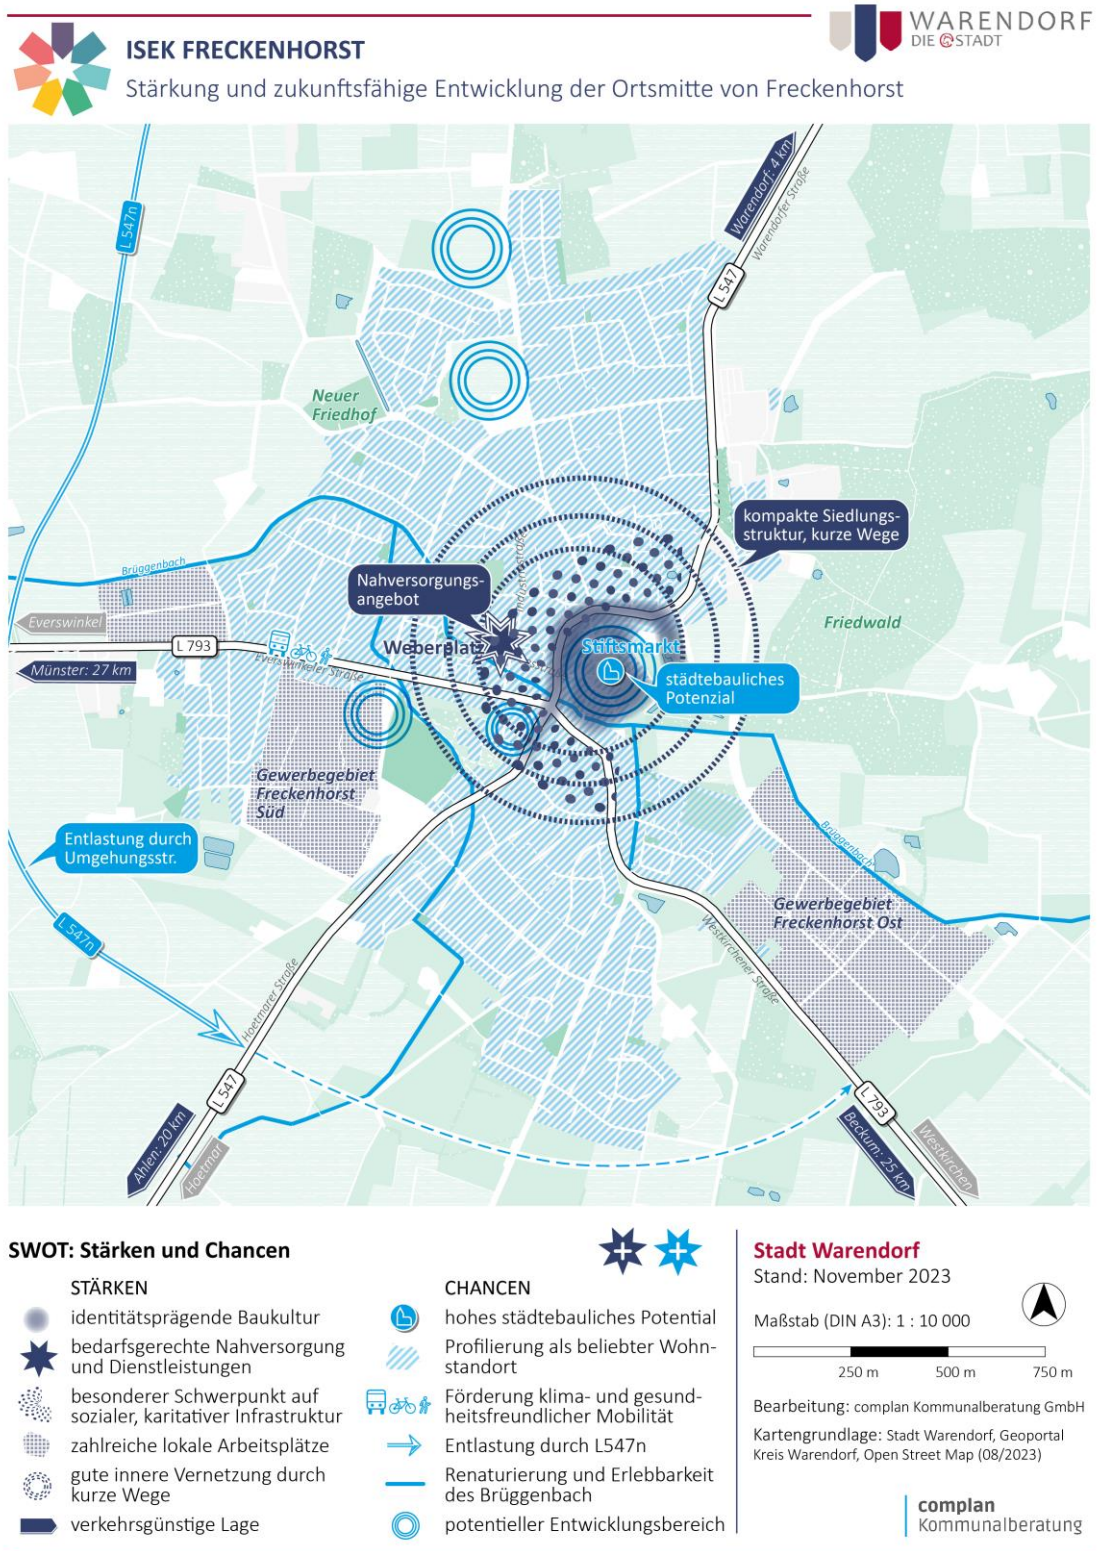 WARENDORF
DIE STADT
ISEK FRECKENHORST
Stärkung und zukunftsfähige Entwicklung der Ortsmitte von Freckenhorst
Warendorf: 4 km
Warendorfer Straße
L 547n
L 547
Neuer
Friedhof
kompakte Siedlungs-
struktur, kurze Wege
Industriestraße
Brüggenbach
Nahversorgungs-
angebot
Everswinkel
Friedwald
L 793
Weberplatz
Stiftsmarkt
Münster: 27 km
Everswinkeler Straße
städtebauliches
Potenzial
Gewerbegebiet
Freckenhorst
Süd
Entlastung durch
Umgehungsstr.
Brüggenbach
Gewerbegebiet
Freckenhorst Ost
L 547n
Westkirchener Straße
Hoetmarer Straße
L 547
L 793
Ahlen: 20 km
Hoetmar
Beckum: 25 km
Westkirchen
SWOT: Stärken und Chancen
STÄRKEN
identitätsprägende Baukultur
bedarfsgerechte Nahversorgung
und Dienstleistungen
besonderer Schwerpunkt auf
sozialer, karitativer Infrastruktur
zahlreiche lokale Arbeitsplätze
gute innere Vernetzung durch
kurze Wege
verkehrsgünstige Lage
CHANCEN
hohes städtebauliches Potential
Profilierung als beliebter Wohn-
standort
Förderung klima- und gesund-
heitsfreundlicher Mobilität
Entlastung durch L547n
Renaturierung und Erlebbarkeit
des Brüggenbach
potentieller Entwicklungsbereich
Stadt Warendorf
Stand: November 2023
Maßstab (DIN A3): 1 : 10 000
250 m 500 m 750 m
Bearbeitung: complan Kommunalberatung GmbH
Kartengrundlage: Stadt Warendorf, Geoportal
Kreis Warendorf, Open Street Map (08/2023)
complan
Kommunalberatung